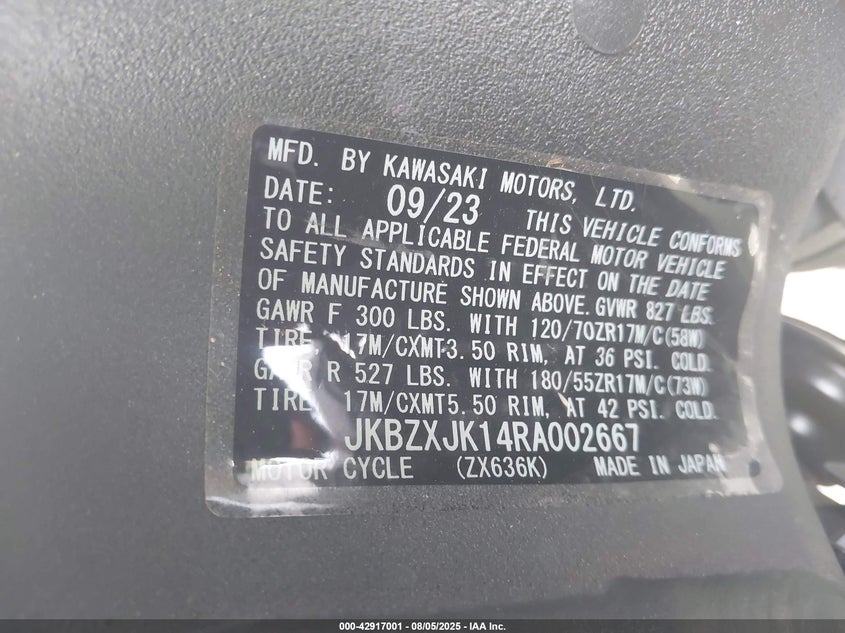 MFD. BY KAWASAKI MOTORS, LTD.
DATE: 09/23 THIS VEHICLE CONFORMS
TO ALL APPLICABLE FEDERAL MOTOR VEHICLE
SAFETY STANDARDS IN EFFECT ON THE DATE
OF MANUFACTURE SHOWN ABOVE. GVWR 827 LBS.
GAWR F 300 LBS. WITH 120/70ZR17M/C(58W)
TIRE, 17M/CXMT3.50 RIM, AT 36 PSI. COLD.
GAWR R 527 LBS. WITH 180/55ZR17M/C(73W)
TIRE, 17M/CXMT5.50 RIM, AT 42 PSI. COLD.
JKBZXJK14RA002667
MOTOR CYCLE (ZX636K) MADE IN JAPAN
000-42917001 - 08/05/2025 - IAA Inc.